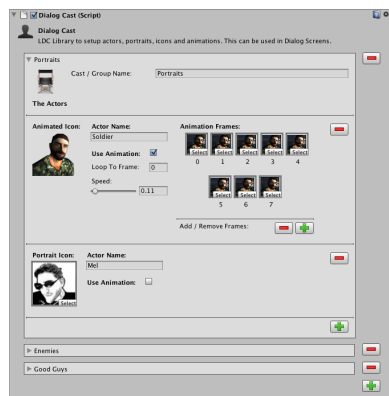 Dialog Cast (Script)
Dialog Cast
LDC Library to setup actors, portraits, icons and animations. This can be used in Dialog Screens.
Portraits
Cast / Group Name: Portraits
The Actors
Animated Icon: Actor Name: Animation Frames:
Soldier
Use Animation:
Loop To Frame: 0
Speed:
0.11
Select Select Select Select Select
0 1 2 3 4
Select Select Select
5 6 7
Add / Remove Frames:
Portrait Icon: Actor Name:
Mel
Use Animation:
Select
Enemies
Good Guys